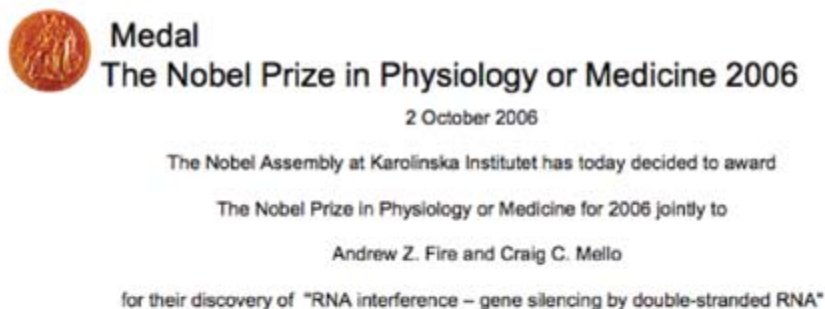 Medal
The Nobel Prize in Physiology or Medicine 2006
2 October 2006
The Nobel Assembly at Karolinska Institutet has today decided to award
The Nobel Prize in Physiology or Medicine for 2006 jointly to
Andrew Z. Fire and Craig C. Mello
for their discovery of "RNA interference – gene silencing by double-stranded RNA"